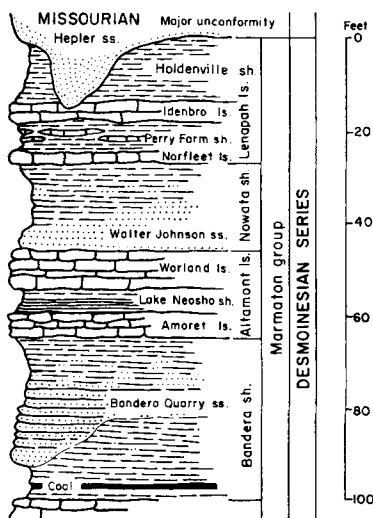 MISSOURIAN
Major unconformity
Feet
Hepler ss.
0
Holdenville sh.
Idenbro ls.
Perry Farm sh.
20
Norfleet ls.
Lenapah ls.
Walter Johnson ss.
40
Nowata sh
Worland ls.
Lake Neosho sh.
60
Amoret ls.
Altamont ls.
Bandera Quarry ss.
80
Coal
100
Bandera sh.
Marmaton group
DESMOINESIAN SERIES